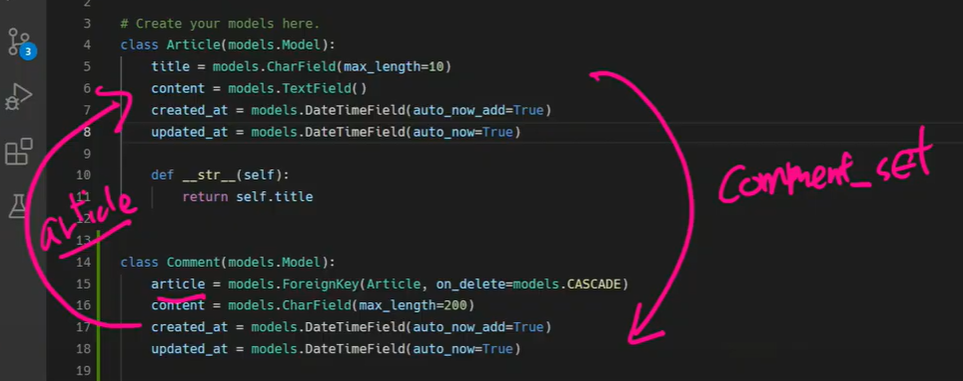 2
3 # Create your models here.
4 class Article(models.Model):
5 title = models.CharField(max_length=10)
6 content = models.TextField()
7 created_at = models.DateTimeField(auto_now_add=True)
8 updated_at = models.DateTimeField(auto_now=True)
9
10 def __str__(self):
11 return self.title
12
13
14 class Comment(models.Model):
15 article = models.ForeignKey(Article, on_delete=models.CASCADE)
16 content = models.CharField(max_length=200)
17 created_at = models.DateTimeField(auto_now_add=True)
18 updated_at = models.DateTimeField(auto_now=True)
19
3
article
Comment_set